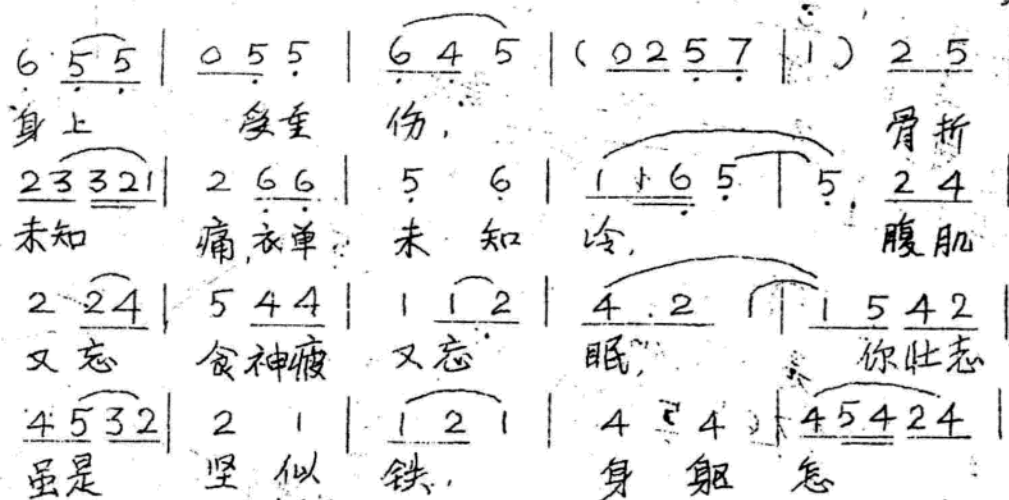 6 5 5 | 0 5 5 | 6 4 5 | ( 0 2 5 7 | 1 ) 2 5
身上 受重 伤, 骨折
2 3 3 2 1 | 2 6 6 | 5 6 | 1 1 6 5 | 5 2 4
未知 痛,衣单 未知 冷, 腹肌
2 2 4 | 5 4 4 | 1 1 2 | 4 . 2 1 | 1 5 4 2 |
又忘 食神疲 又忘 眠, 你壮志
4 5 3 2 | 2 1 | 1 2 1 | 4 4 | 4 5 4 2 4 |
虽是 坚似 铁, 身躯 怎